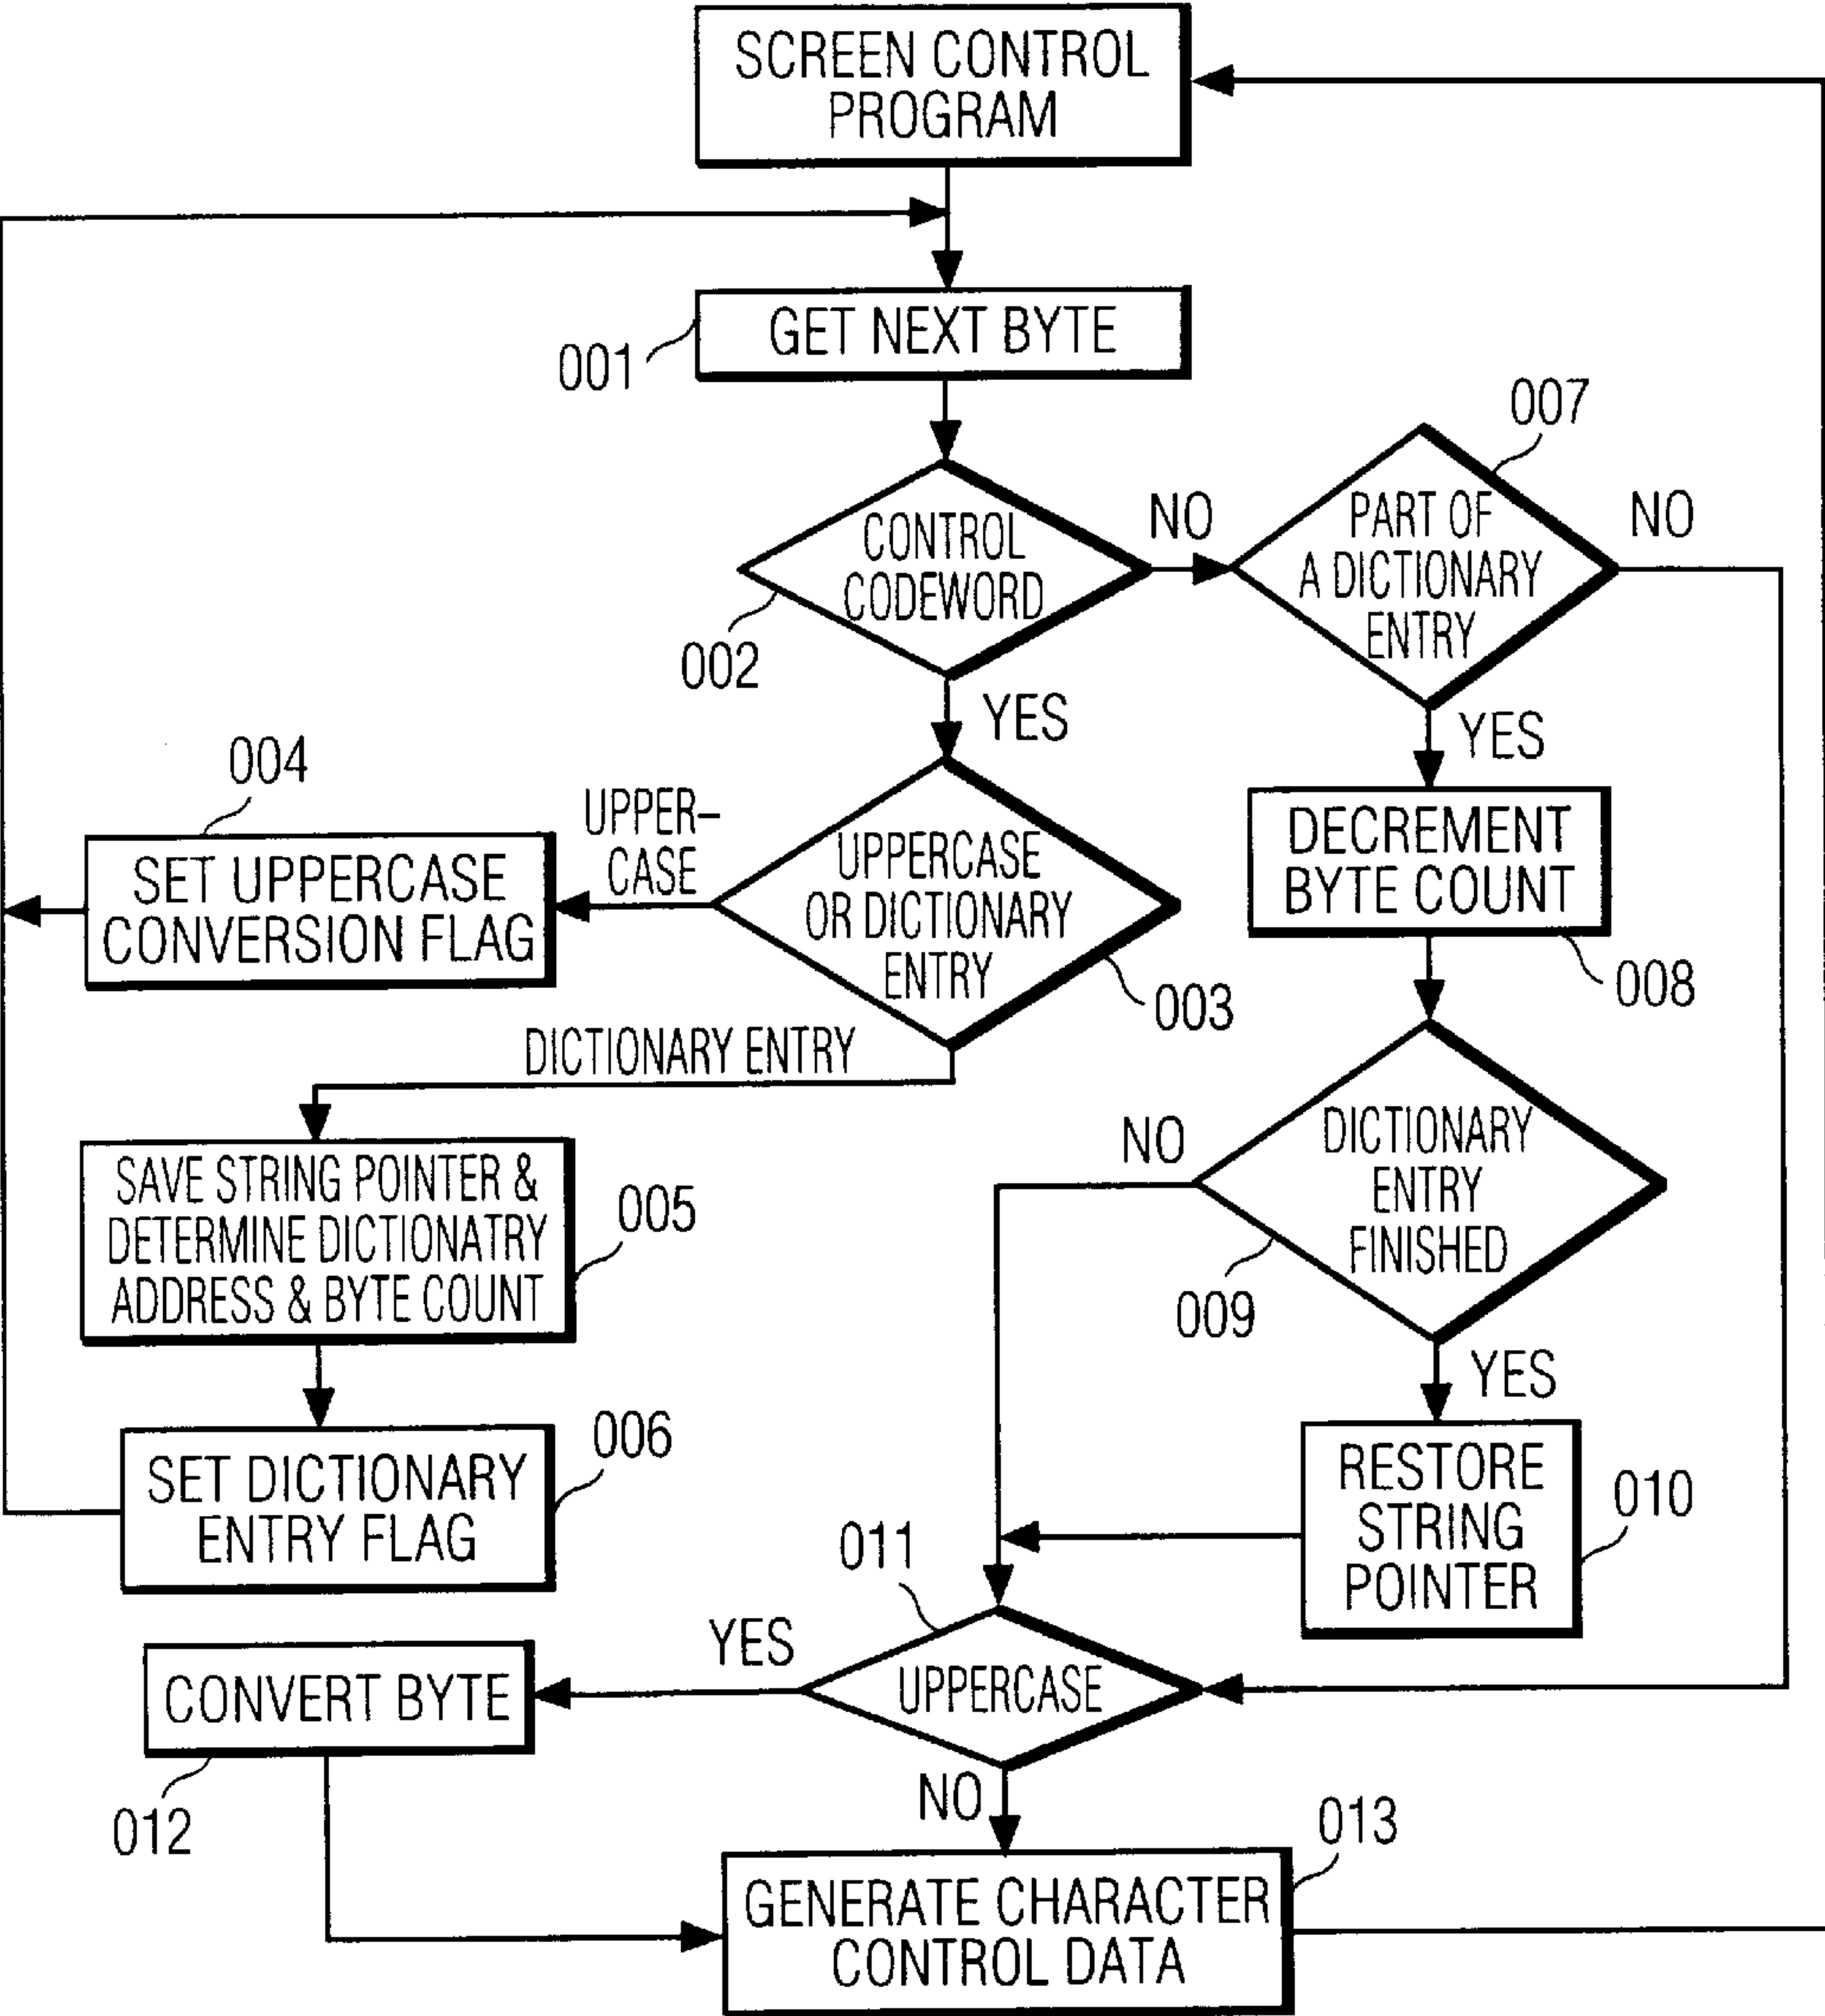 SCREEN CONTROL
PROGRAM
GET NEXT BYTE
001
007
CONTROL
CODEWORD
NO
PART OF
A DICTIONARY
ENTRY
NO
002
YES
YES
004
UPPER-
CASE
SET UPPERCASE
CONVERSION FLAG
UPPERCASE
OR DICTIONARY
ENTRY
DECREMENT
BYTE COUNT
008
003
DICTIONARY ENTRY
SAVE STRING POINTER &
DETERMINE DICTIONATRY
ADDRESS & BYTE COUNT
005
NO
DICTIONARY
ENTRY
FINISHED
009
YES
SET DICTIONARY
ENTRY FLAG
006
RESTORE
STRING
POINTER
010
011
YES
CONVERT BYTE
UPPERCASE
012
NO
013
GENERATE CHARACTER
CONTROL DATA